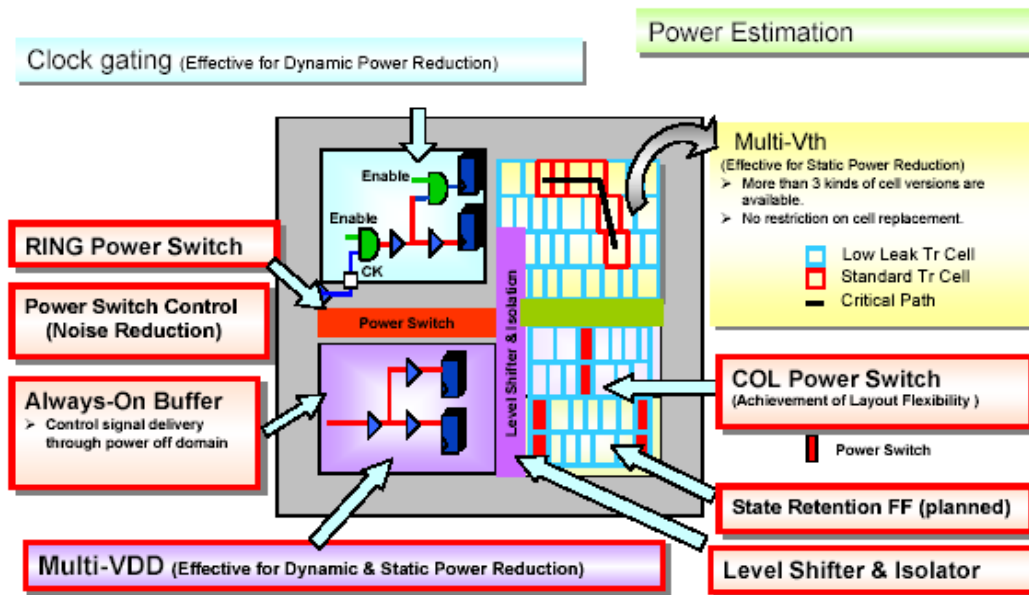 Power Estimation
Clock gating (Effective for Dynamic Power Reduction)
Multi-Vth
(Effective for Static Power Reduction)
➢ More than 3 kinds of cell versions are
available.
➢ No restriction on cell replacement.
Low Leak Tr Cell
Standard Tr Cell
Critical Path
Enable
Enable
CK
RING Power Switch
Power Switch Control
(Noise Reduction)
Power Switch
Level Shifter & Isolation
Always-On Buffer
➢ Control signal delivery
through power off domain
COL Power Switch
(Achievement of Layout Flexibility )
Power Switch
State Retention FF (planned)
Multi-VDD (Effective for Dynamic & Static Power Reduction)
Level Shifter & Isolator